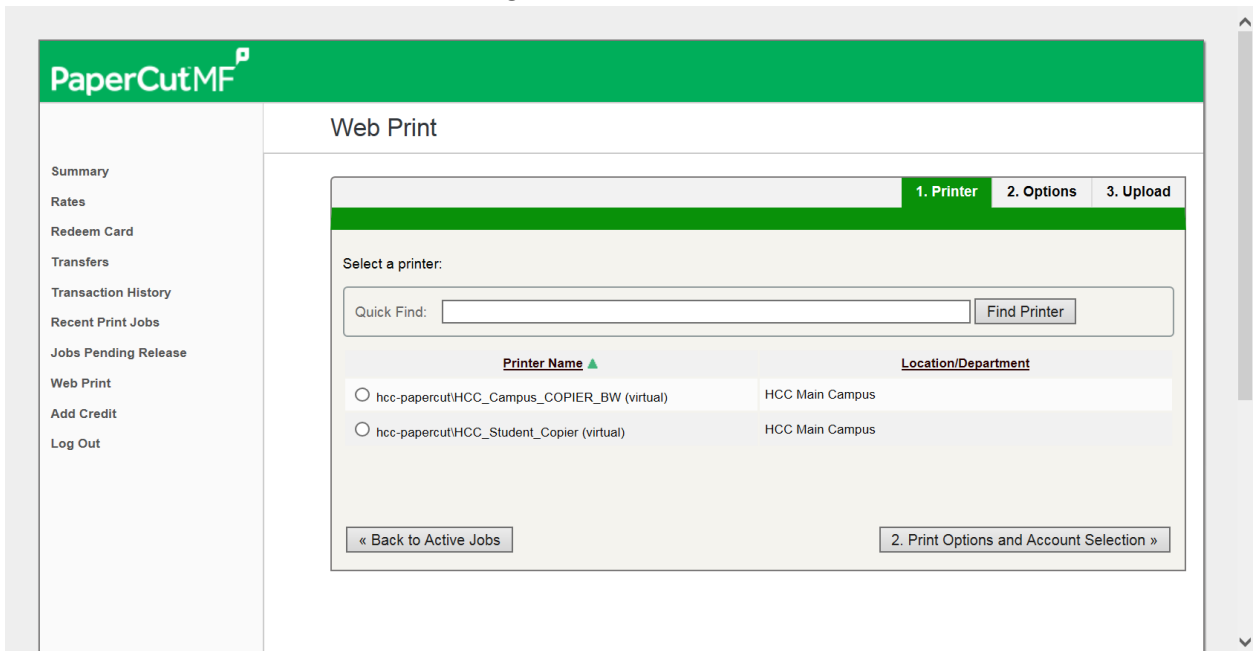 PaperCutMF
Web Print
Summary
Rates
Redeem Card
Transfers
Transaction History
Recent Print Jobs
Jobs Pending Release
Web Print
Add Credit
Log Out
1. Printer 2. Options 3. Upload
Select a printer:
Quick Find: Find Printer
Printer Name ▲ Location/Department
hcc-papercut\HCC_Campus_COPIER_BW (virtual) HCC Main Campus
hcc-papercut\HCC_Student_Copier (virtual) HCC Main Campus
« Back to Active Jobs 2. Print Options and Account Selection »